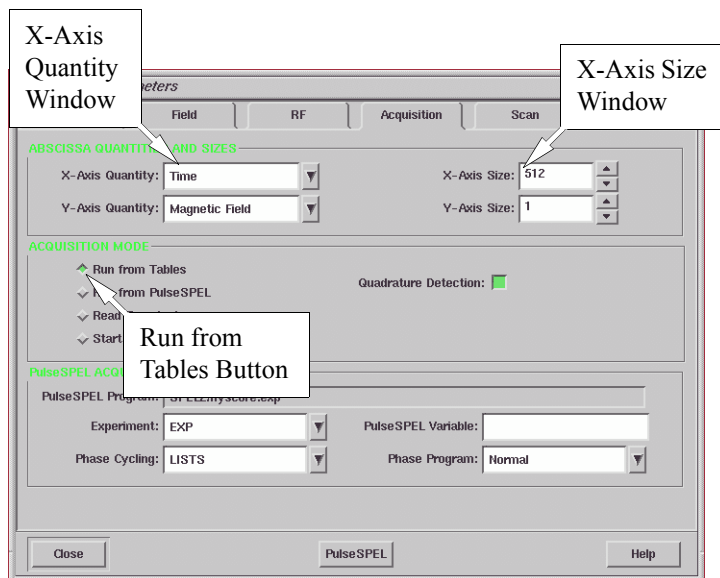 X-Axis
Quantity
Window
X-Axis Size
Window
Field RF Acquisition Scan
ABSCISSA QUANTITIES AND SIZES
X-Axis Quantity: Time X-Axis Size: 512
Y-Axis Quantity: Magnetic Field Y-Axis Size: 1
ACQUISITION MODE
Run from Tables
Quadrature Detection:
from PulseSPEL
Read
Start
Run from
Tables Button
PulseSPEL
PulseSPEL Program:
Experiment: EXP PulseSPEL Variable:
Phase Cycling: LISTS Phase Program: Normal
Close PulseSPEL Help